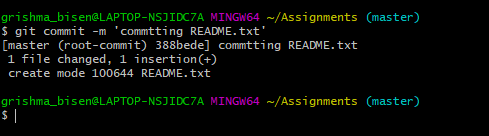 grishma_bisen@LAPTOP-NSJIDC7A MINGW64 ~/Assignments (master)
$ git commit -m 'commtting README.txt'
[master (root-commit) 388bede] commtting README.txt
 1 file changed, 1 insertion(+)
 create mode 100644 README.txt
grishma_bisen@LAPTOP-NSJIDC7A MINGW64 ~/Assignments (master)
$